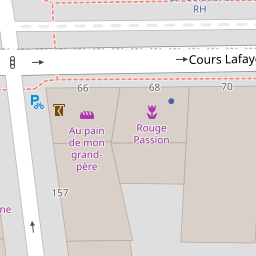 RH
Cours Lafaye
66
68
70
Au pain
de mon
grand-
père
Rouge
Passion
157